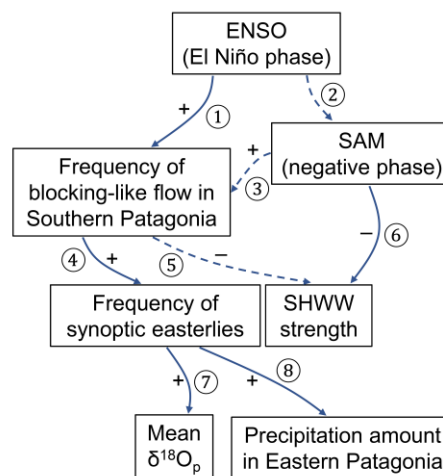 ENSO
(El Niño phase)
+ ① ②
SAM
(negative phase)
+
③
Frequency of
blocking-like flow in
Southern Patagonia
④ + ⑤ − − ⑥
Frequency of
synoptic easterlies
SHWW
strength
+ ⑦ + ⑧
Mean
δ¹⁸Oₚ
Precipitation amount
in Eastern Patagonia